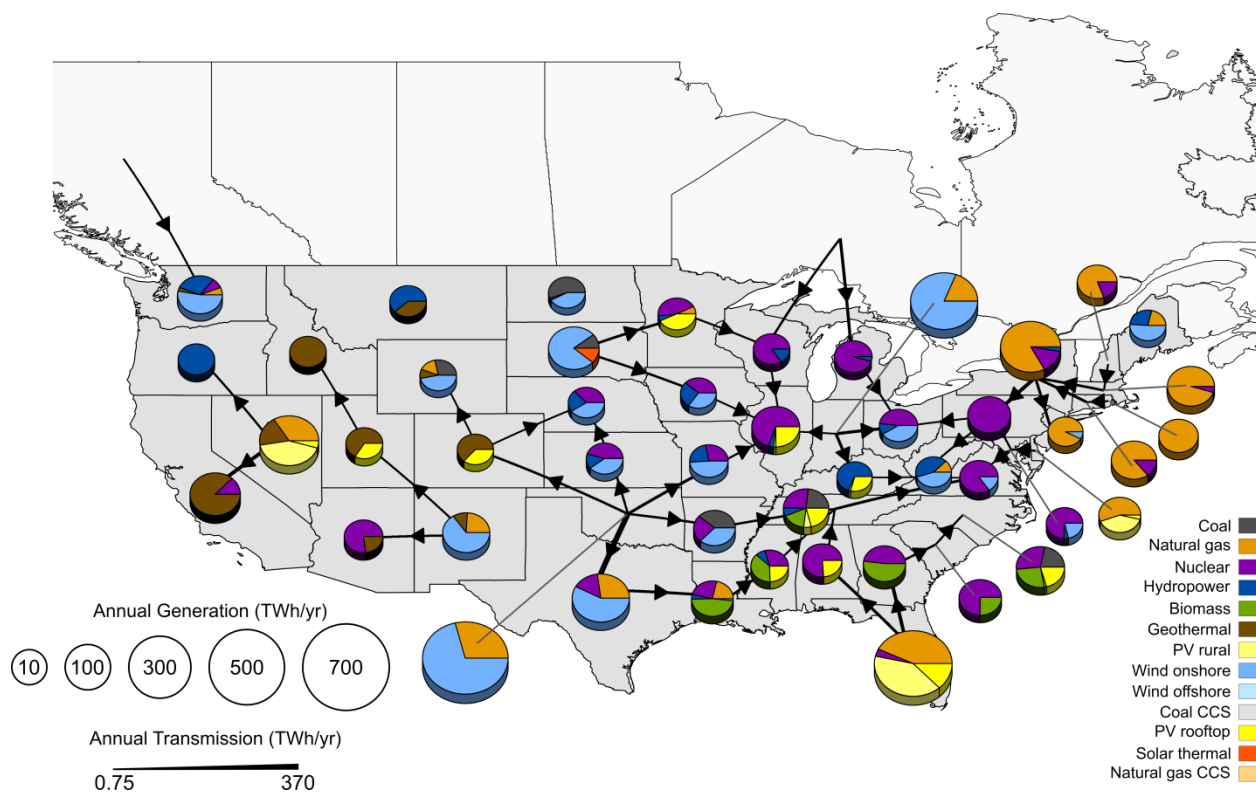 Annual Generation (TWh/yr)
10
100
300
500
700
Annual Transmission (TWh/yr)
0.75
370
Coal
Natural gas
Nuclear
Hydropower
Biomass
Geothermal
PV rural
Wind onshore
Wind offshore
Coal CCS
PV rooftop
Solar thermal
Natural gas CCS